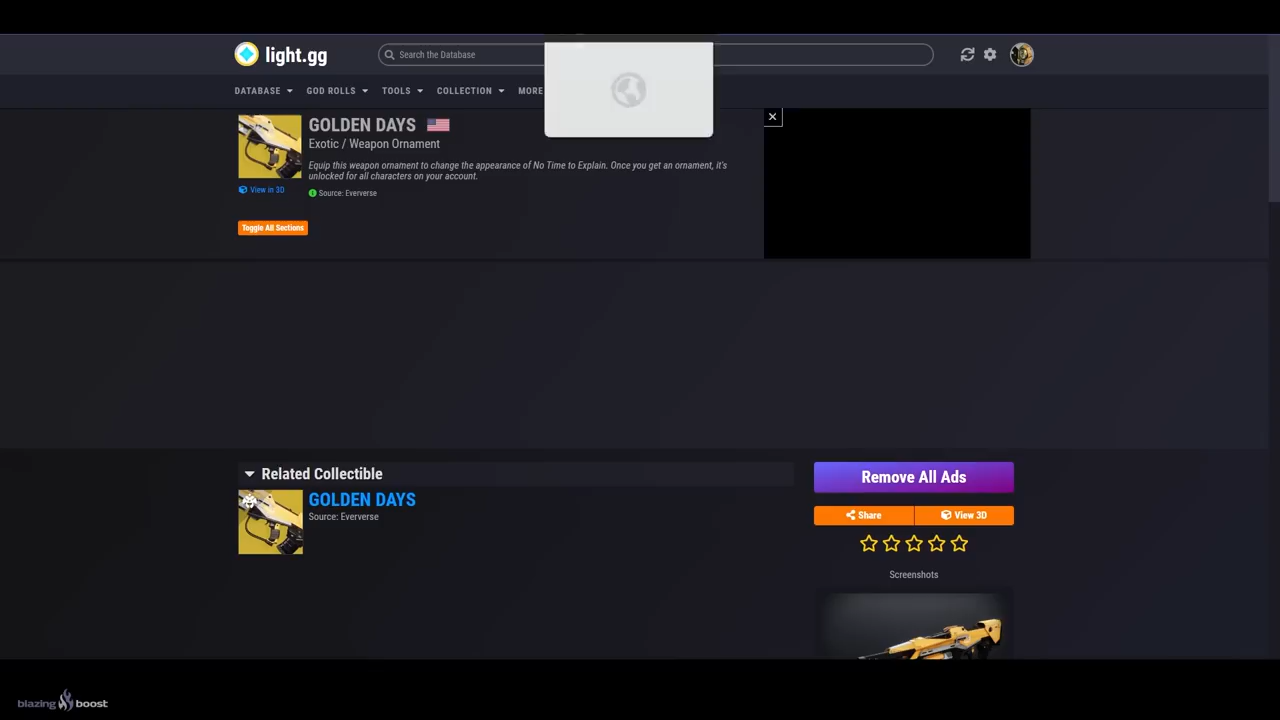 light.gg
Search the Database
DATABASE GOD ROLLS TOOLS COLLECTION MORE
GOLDEN DAYS
Exotic / Weapon Ornament
Equip this weapon ornament to change the appearance of No Time to Explain. Once you get an ornament, it's
unlocked for all characters on your account.
View in 3D
Source: Eververse
Toggle All Sections
Related Collectible
GOLDEN DAYS
Source: Eververse
Remove All Ads
Share
View 3D
Screenshots
blazing boost